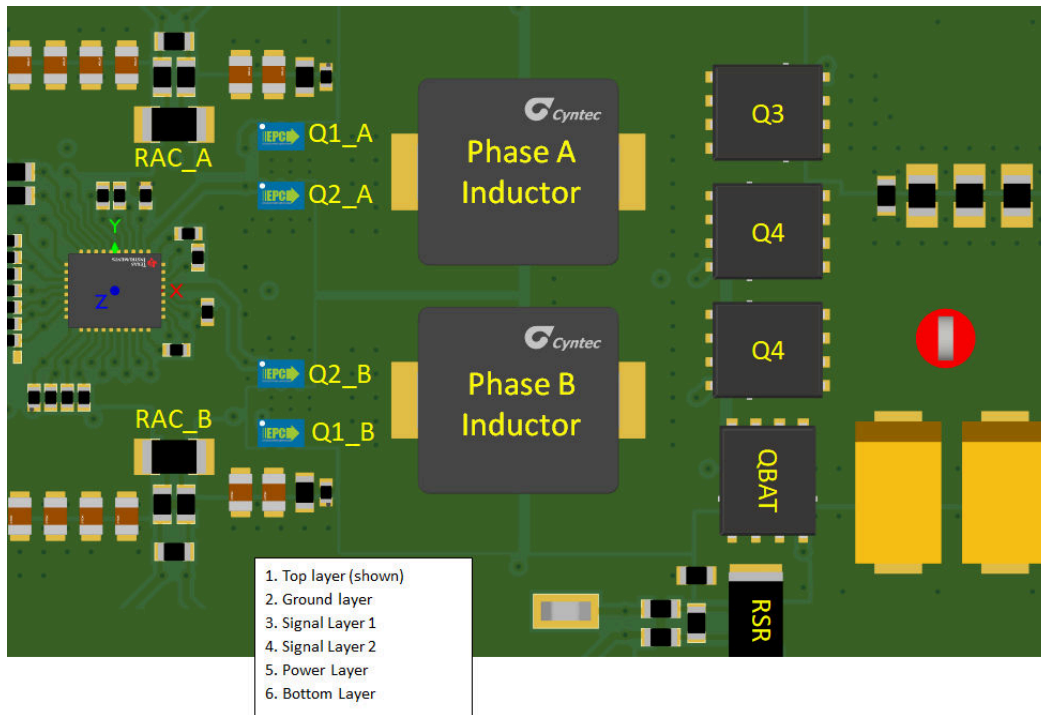 Q3
Cyntec
EPC
Q1_A
Phase A
Inductor
RAC_A
EPC
Q2_A
Y
Q4
TEXAS
INSTRUMENTS
Z
X
Cyntec
Q4
EPC
Q2_B
Phase B
Inductor
RAC_B
EPC
Q1_B
QBAT
1. Top layer (shown)
2. Ground layer
3. Signal Layer 1
4. Signal Layer 2
5. Power Layer
6. Bottom Layer
RSR